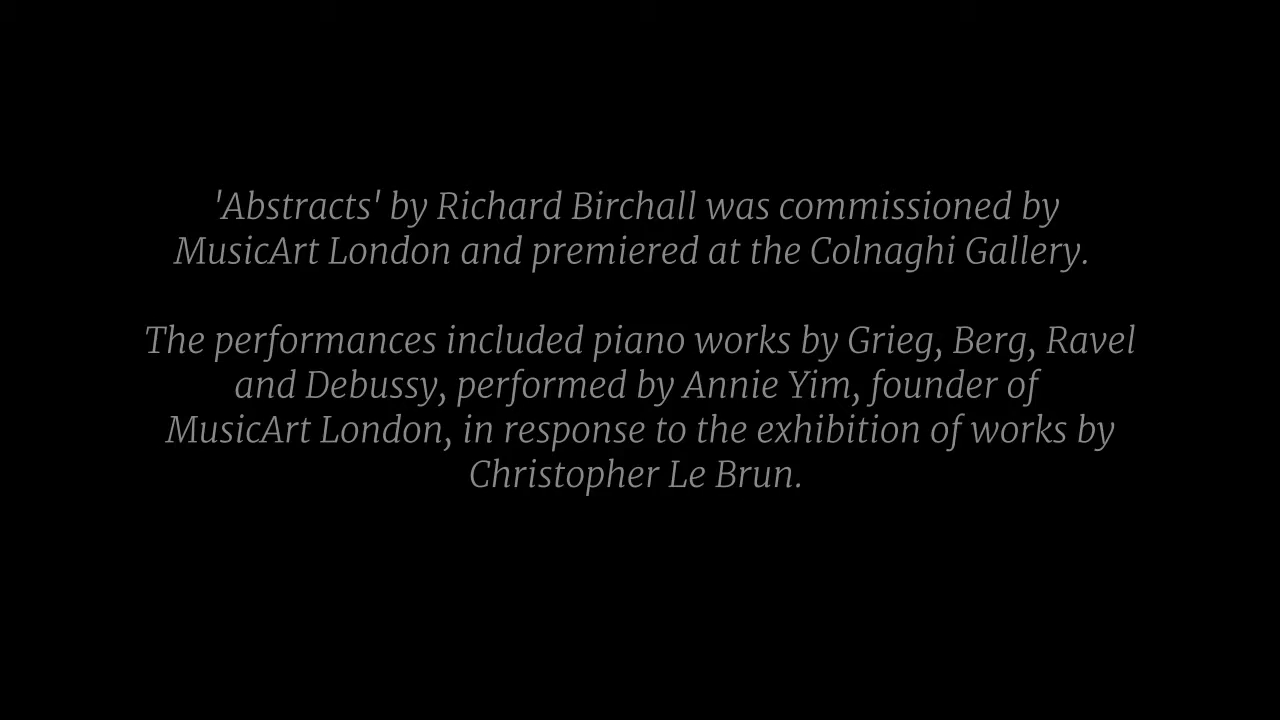 'Abstracts' by Richard Birchall was commissioned by
MusicArt London and premiered at the Colnaghi Gallery.
The performances included piano works by Grieg, Berg, Ravel
and Debussy, performed by Annie Yim, founder of
MusicArt London, in response to the exhibition of works by
Christopher Le Brun.